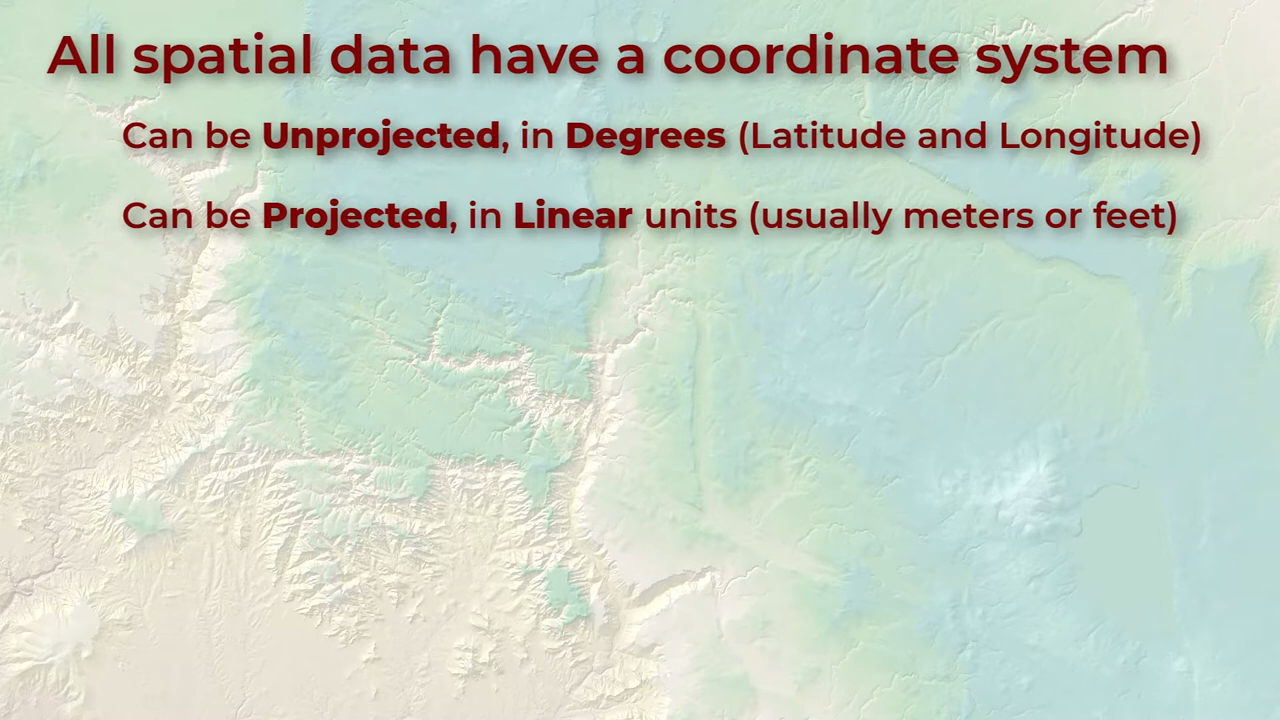 All spatial data have a coordinate system
Can be Unprojected, in Degrees (Latitude and Longitude)
Can be Projected, in Linear units (usually meters or feet)